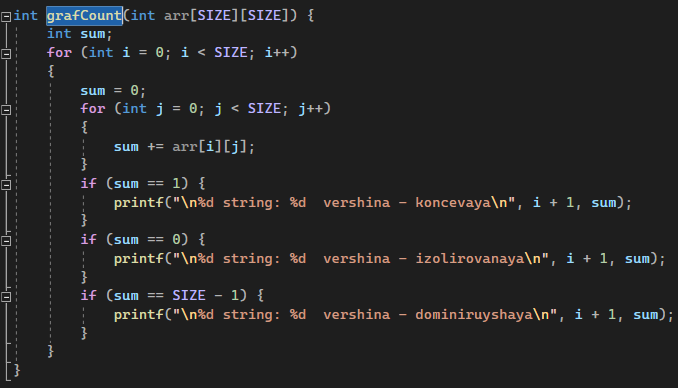 int grafCount(int arr[SIZE][SIZE]) {
    int sum;
    for (int i = 0; i < SIZE; i++)
    {
        sum = 0;
        for (int j = 0; j < SIZE; j++)
        {
            sum += arr[i][j];
        }
        if (sum == 1) {
            printf("\n%d string: %d  vershina - koncevaya\n", i + 1, sum);
        }
        if (sum == 0) {
            printf("\n%d string: %d  vershina - izolirovanaya\n", i + 1, sum);
        }
        if (sum == SIZE - 1) {
            printf("\n%d string: %d  vershina - dominiruyshaya\n", i + 1, sum);
        }
    }
}